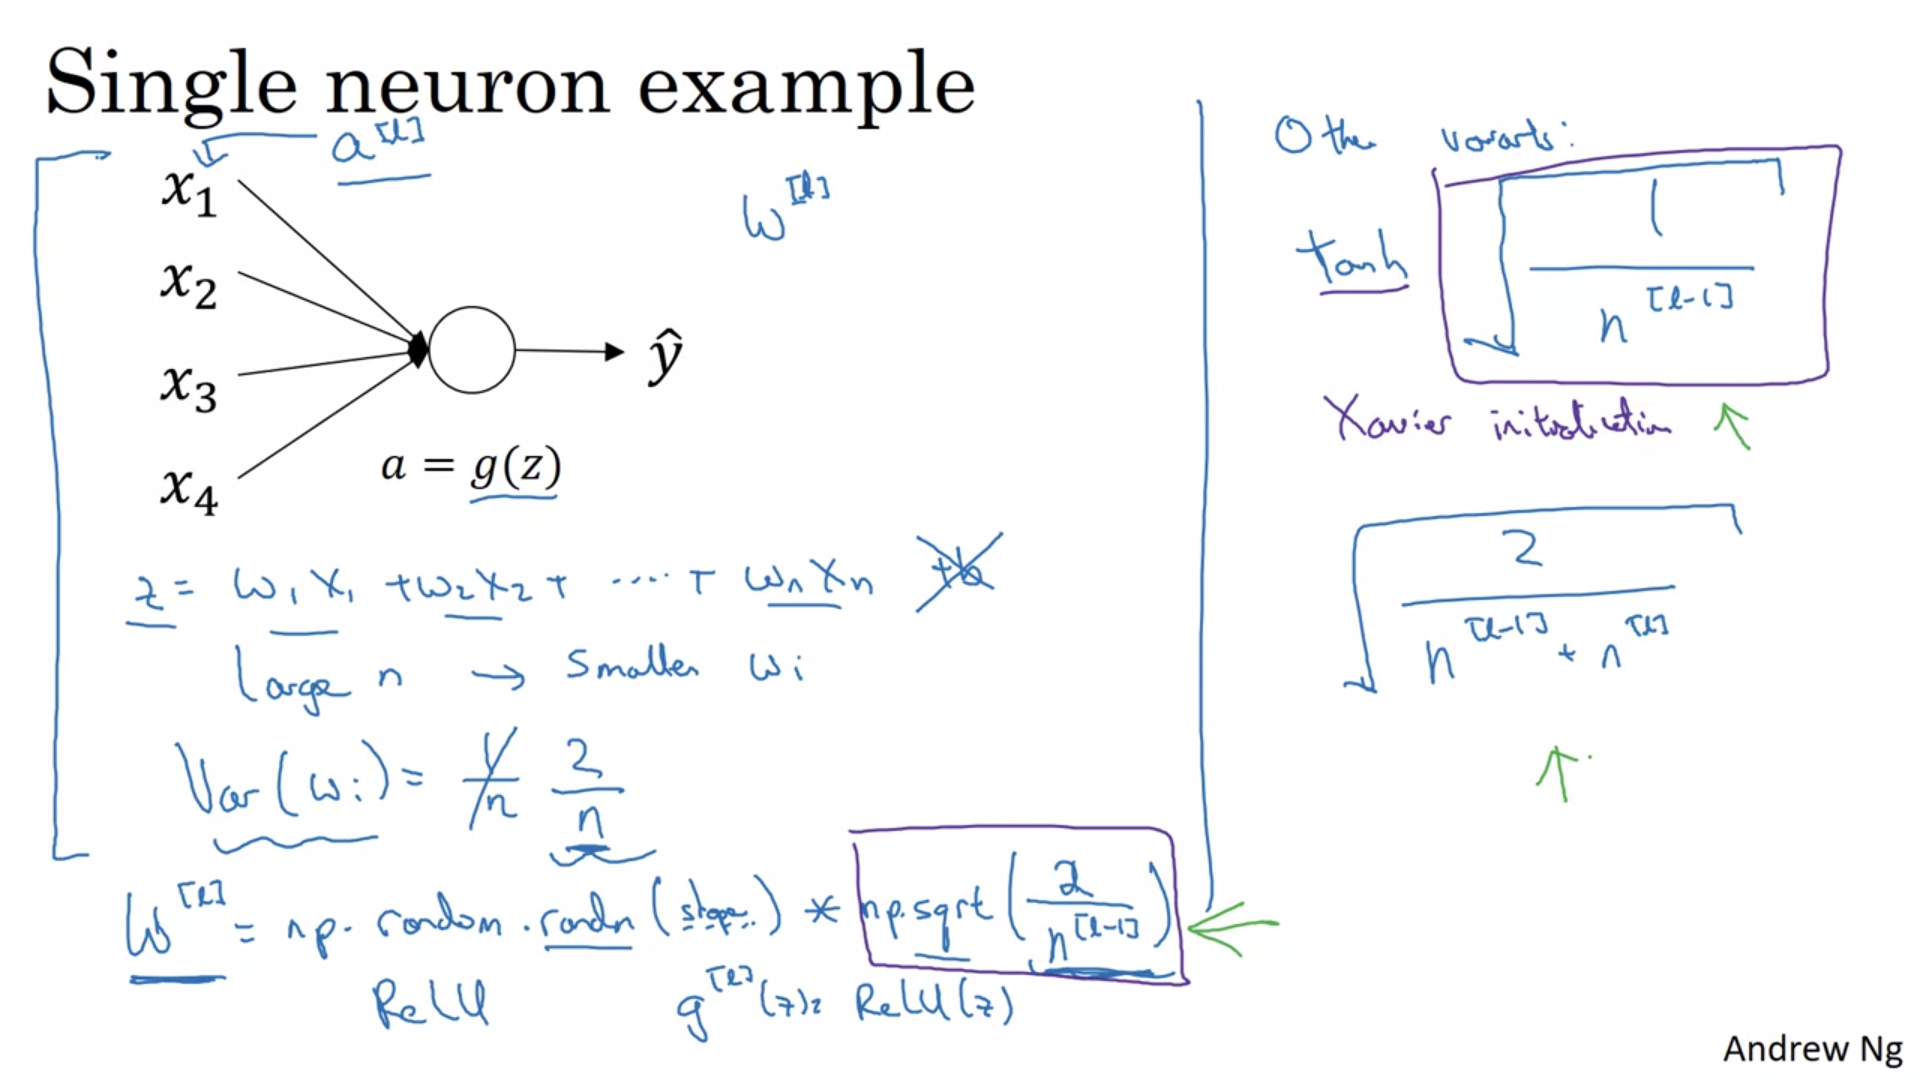 Single neuron example
a^[l]
x₁
W^[l]
x₂
x₃
ŷ
x₄
a = g(z)
z = w₁x₁ + w₂x₂ + ..... + wₙxₙ +b
Large n → Smaller wᵢ
Var(wᵢ) = 1/n 2/n
W^[l] = np.random.randn(shape) * np.sqrt(2/n^[l-1])
ReLU g^[l](z) = ReLU(z)
Other variants:
tanh √(1/n^[l-1])
Xavier initialization
√(2/(n^[l-1] + n^[l]))
Andrew Ng